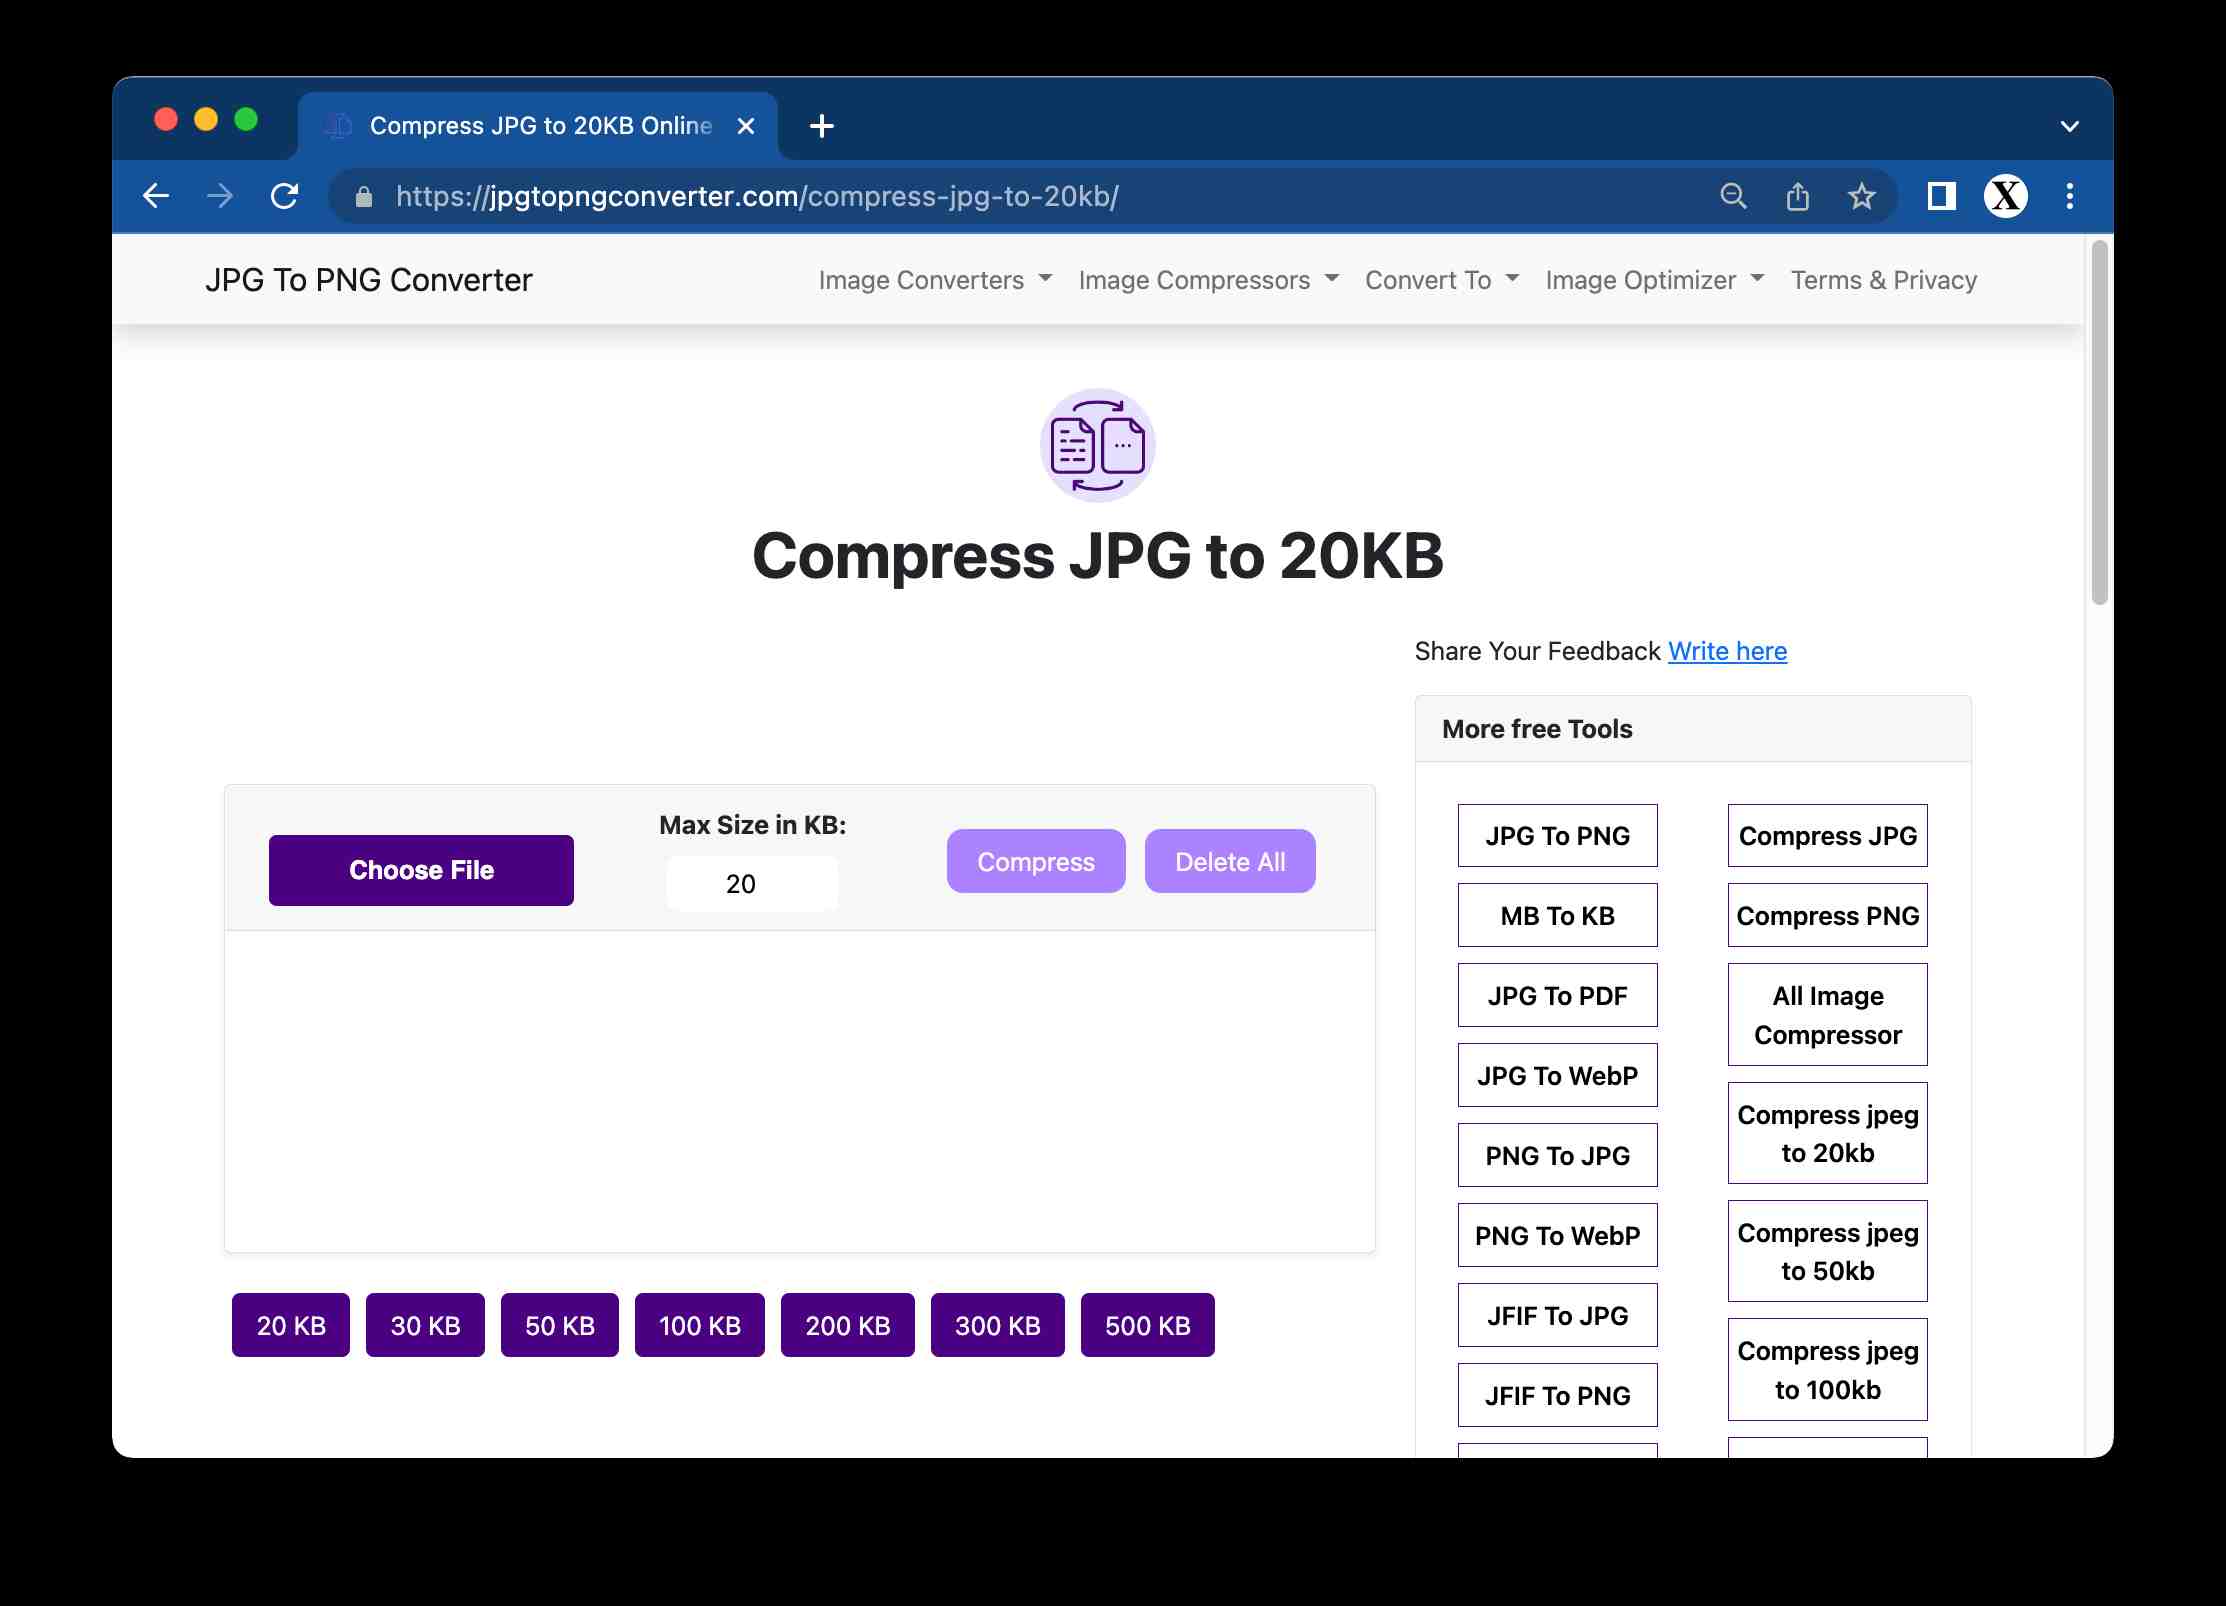 Compress JPG to 20KB Online
https://jpgtopngconverter.com/compress-jpg-to-20kb/
X
JPG To PNG Converter
Image Converters
Image Compressors
Convert To
Image Optimizer
Terms & Privacy
Compress JPG to 20KB
Share Your Feedback Write here
More free Tools
Choose File
Max Size in KB:
20
Compress
Delete All
20 KB
30 KB
50 KB
100 KB
200 KB
300 KB
500 KB
JPG To PNG
MB To KB
JPG To PDF
JPG To WebP
PNG To JPG
PNG To WebP
JFIF To JPG
JFIF To PNG
Compress JPG
Compress PNG
All Image
Compressor
Compress jpeg
to 20kb
Compress jpeg
to 50kb
Compress jpeg
to 100kb